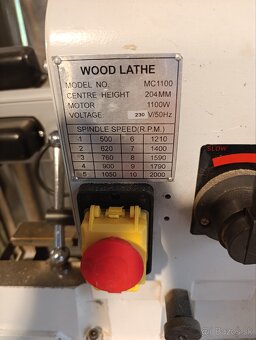 WOOD LATHE
MODEL NO. MC1100
CENTRE HEIGHT 204MM
MOTOR 1100W
VOLTAGE 230 V/50Hz
SPINDLE SPEED(R.P.M.)
1 500 6 1210
2 620 7 1400
3 760 8 1590
4 900 9 1790
5 1050 10 2000
SLOW